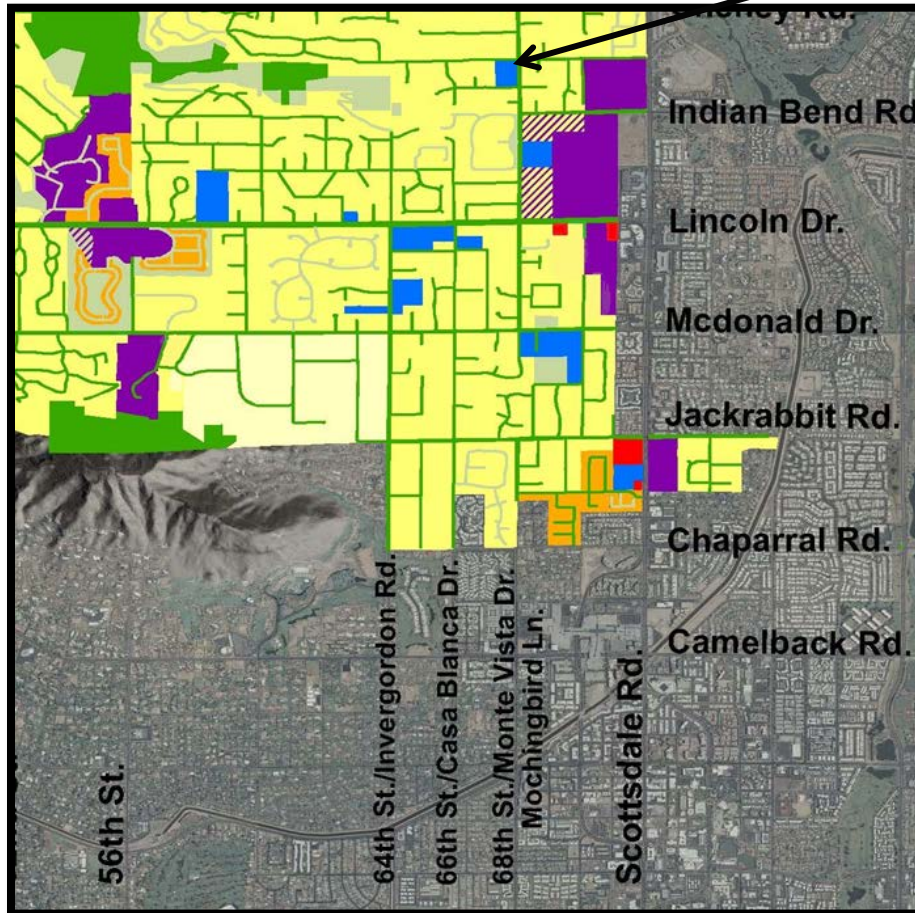 Rd.
Indian Bend Rd
Lincoln Dr.
Mcdonald Dr.
Jackrabbit Rd.
Chaparral Rd.
Camelback Rd.
56th St.
64th St./Invergordon Rd.
66th St./Casa Blanca Dr.
68th St./Monte Vista Dr.
Mochingbird Ln.
Scottsdale Rd.